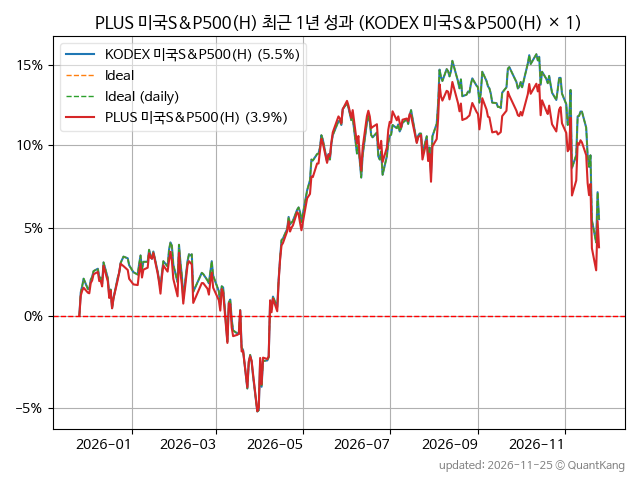 PLUS 미국S&P500(H) 최근 1년 성과 (KODEX 미국S&P500(H) × 1)
KODEX 미국S&P500(H) (5.5%)
Ideal
Ideal (daily)
PLUS 미국S&P500(H) (3.9%)
15%
10%
5%
0%
−5%
2026-01 2026-03 2026-05 2026-07 2026-09 2026-11
updated: 2026-11-25 © QuantKang